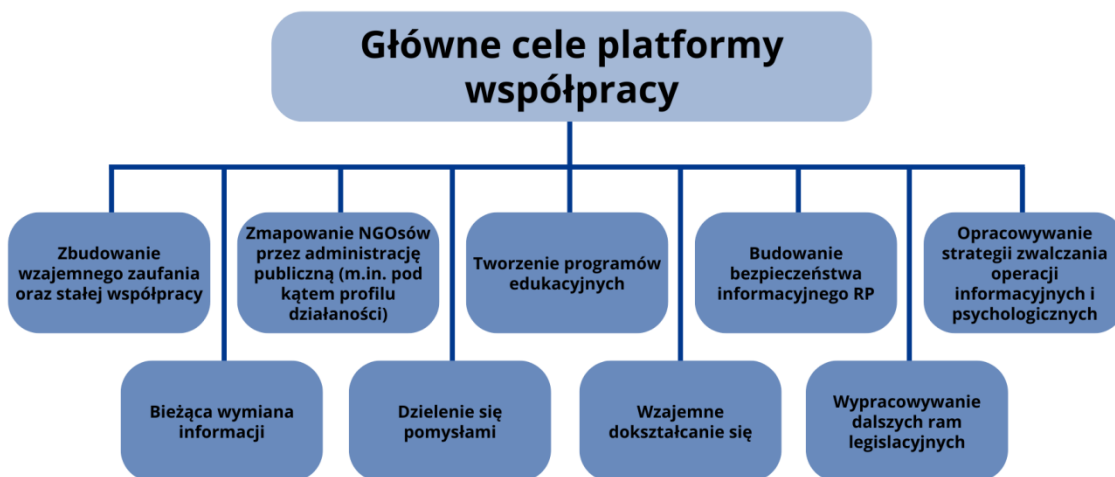 Główne cele platformy
współpracy
Zbudowanie
wzajemnego zaufania
oraz stałej współpracy
Zmapowanie NGOsów
przez administrację
publiczną (m.in. pod
kątem profilu
działaności)
Tworzenie programów
edukacyjnych
Budowanie
bezpieczeństwa
informacyjnego RP
Opracowywanie
strategii zwalczania
operacji
informacyjnych i
psychologicznych
Bieżąca wymiana
informacji
Dzielenie się
pomysłami
Wzajemne
dokształcanie się
Wypracowywanie
dalszych ram
legislacyjnych